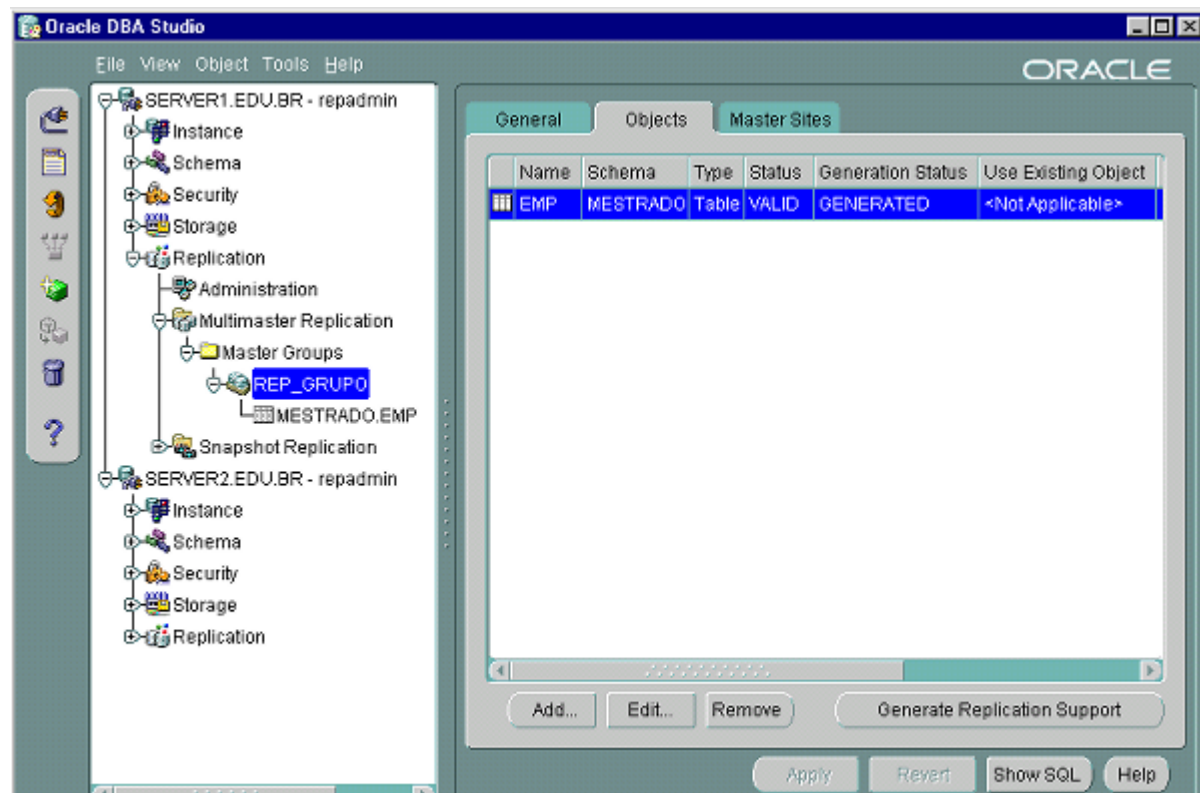 Oracle DBA Studio
File View Object Tools Help
ORACLE
SERVER1.EDU.BR - repadmin
Instance
Schema
Security
Storage
Replication
Administration
Multimaster Replication
Master Groups
REP_GRUPO
MESTRADO.EMP
Snapshot Replication
SERVER2.EDU.BR - repadmin
Instance
Schema
Security
Storage
Replication
General Objects Master Sites
Name Schema Type Status Generation Status Use Existing Object
EMP MESTRADO Table VALID GENERATED <Not Applicable>
Add... Edit... Remove Generate Replication Support
Apply Revert Show SQL Help